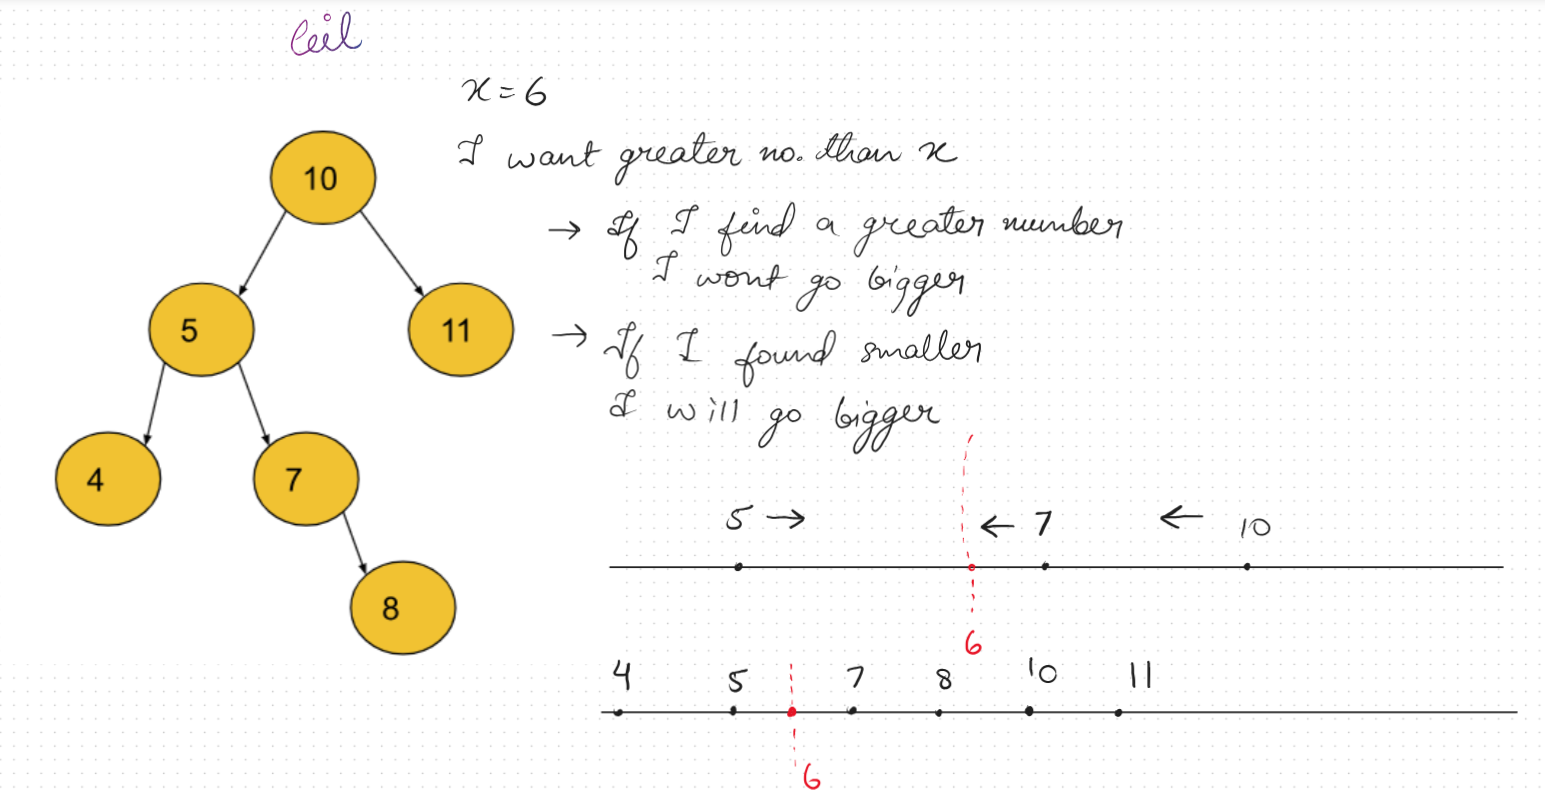 Ceil
x = 6
I want greater no. than x
→ If I find a greater number
I wont go bigger
→ If I found smaller
I will go bigger
10
5
11
4
7
8
5 → ← 7 ← 10
6
4 5 7 8 10 11
6